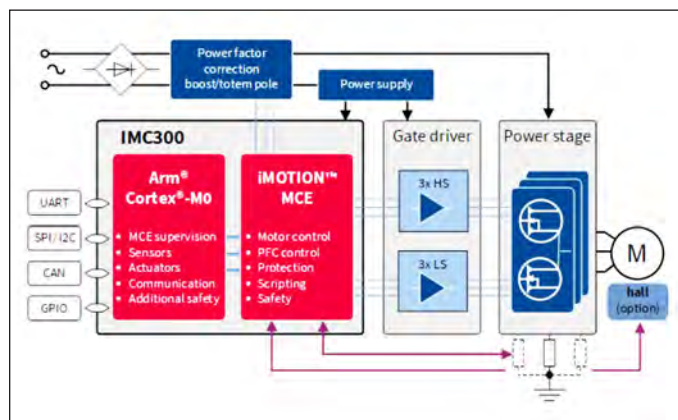 Power factor
correction
boost/totem pole
Power supply
IMC300
Gate driver
Power stage
Arm®
Cortex®-M0
• MCE supervision
• Sensors
• Actuators
• Communication
• Additional safety
iMOTION™
MCE
• Motor control
• PFC control
• Protection
• Scripting
• Safety
3x HS
3x LS
UART
SPI/I2C
CAN
GPIO
M
hall
(option)